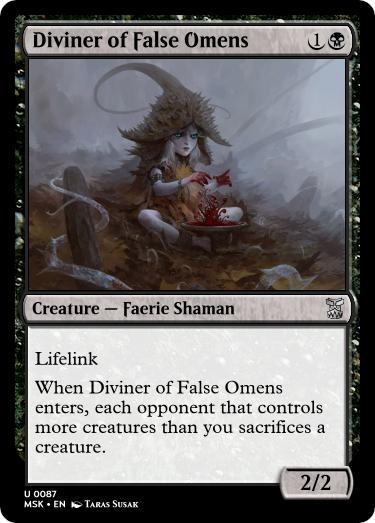 Diviner of False Omens 1
Creature — Faerie Shaman
Lifelink
When Diviner of False Omens
enters, each opponent that controls
more creatures than you sacrifices a
creature.
2/2
U 0087
MSK • EN Taras Susak